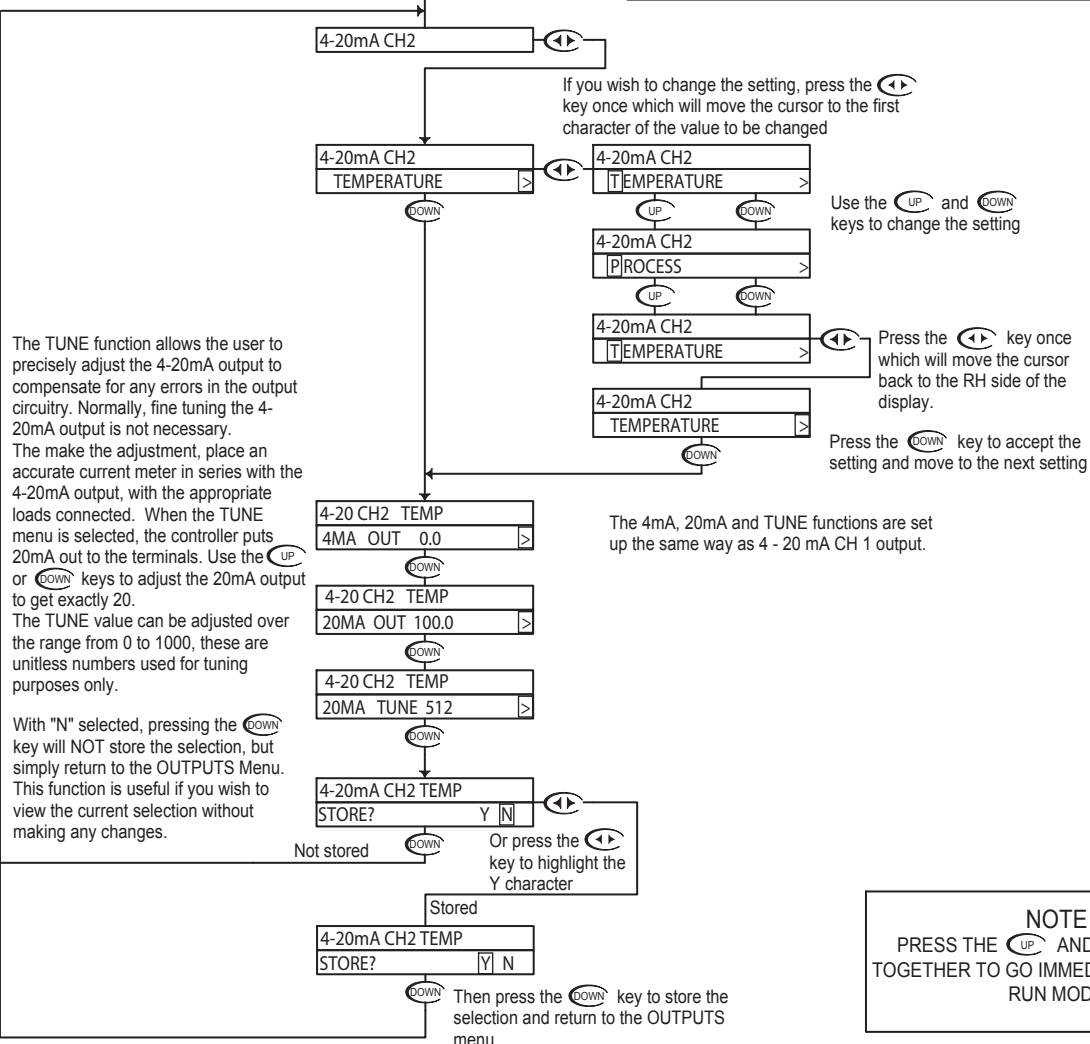 4-20mA CH2
If you wish to change the setting, press the
key once which will move the cursor to the first
character of the value to be changed
4-20mA CH2
TEMPERATURE >
DOWN
4-20mA CH2
TEMPERATURE >
UP DOWN
Use the UP and DOWN
keys to change the setting
4-20mA CH2
PROCESS >
UP DOWN
4-20mA CH2
TEMPERATURE >
Press the key once
which will move the cursor
back to the RH side of the
display.
4-20mA CH2
TEMPERATURE >
DOWN
Press the DOWN key to accept the
setting and move to the next setting
The TUNE function allows the user to
precisely adjust the 4-20mA output to
compensate for any errors in the output
circuitry. Normally, fine tuning the 4-
20mA output is not necessary.
The make the adjustment, place an
accurate current meter in series with the
4-20mA output, with the appropriate
loads connected. When the TUNE
menu is selected, the controller puts
20mA out to the terminals. Use the UP
or DOWN keys to adjust the 20mA output
to get exactly 20.
The TUNE value can be adjusted over
the range from 0 to 1000, these are
unitless numbers used for tuning
purposes only.
With "N" selected, pressing the DOWN
key will NOT store the selection, but
simply return to the OUTPUTS Menu.
This function is useful if you wish to
view the current selection without
making any changes.
4-20 CH2 TEMP
4MA OUT 0.0 >
DOWN
The 4mA, 20mA and TUNE functions are set
up the same way as 4 - 20 mA CH 1 output.
4-20 CH2 TEMP
20MA OUT 100.0 >
DOWN
4-20 CH2 TEMP
20MA TUNE 512 >
DOWN
4-20mA CH2 TEMP
STORE? Y N
Not stored
DOWN
Or press the
key to highlight the
Y character
Stored
4-20mA CH2 TEMP
STORE? Y N
DOWN
Then press the DOWN key to store the
selection and return to the OUTPUTS
menu
NOTE
PRESS THE UP AND
TOGETHER TO GO IMMED
RUN MOD